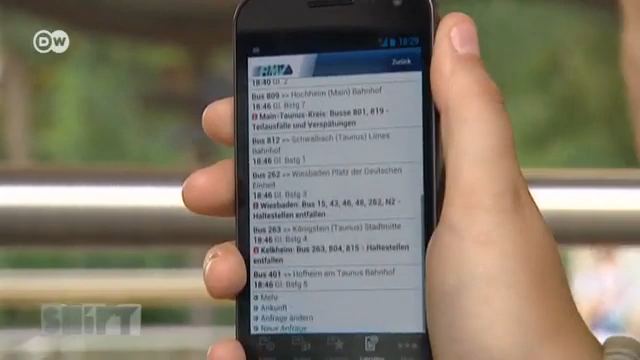 DW
18:29
RMV
Zurück
18:40 Gl. 2
Bus 809 >> Hochheim (Main) Bahnhof
18:46 Gl. Bstg 7
Main-Taunus-Kreis: Busse 801, 819 -
Teilausfälle und Verspätungen
Bus 812 >> Schwalbach (Taunus) Limes
Bahnhof
18:46 Gl. Bstg 1
Bus 262 >> Wiesbaden Platz der Deutschen
Einheit
18:46 Gl. Bstg 3
Wiesbaden: Bus 15, 43, 46, 48, 262, N2 -
Haltestellen entfallen
Bus 263 >> Königstein (Taunus) Stadtmitte
18:46 Gl. Bstg 4
Kelkheim: Bus 263, 804, 815 - Haltestellen
entfallen
Bus 401 >> Hofheim am Taunus Bahnhof
18:46 Gl. Bstg 6
Mehr
Ankunft
Anfrage ändern
Neue Anfrage
SHIFT